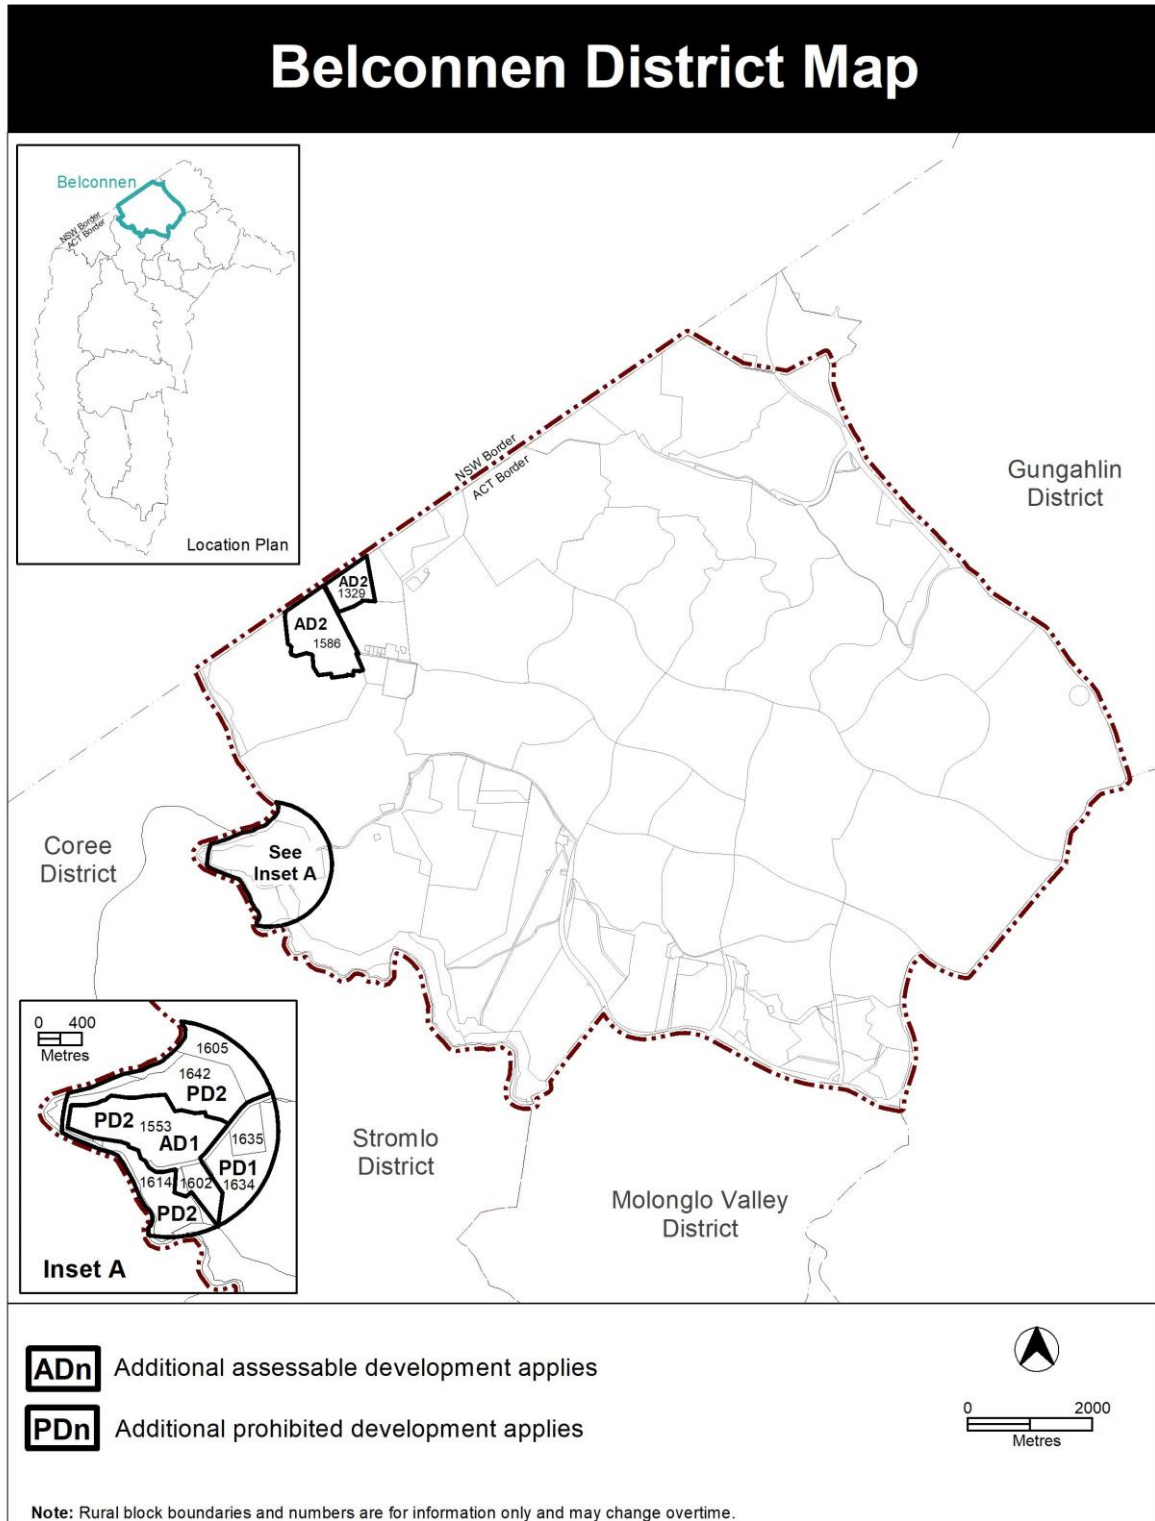 Belconnen District Map
Belconnen
NSW Border
ACT Border
Location Plan
NSW Border
ACT Border
Gungahlin
District
AD2
1329
AD2
1586
Coree
District
See
Inset A
0 400
Metres
1605
1642
PD2
PD2
1553
AD1
1635
PD1
1634
1614
1602
PD2
Inset A
Stromlo
District
Molonglo Valley
District
ADn Additional assessable development applies
PDn Additional prohibited development applies
0 2000
Metres
Note: Rural block boundaries and numbers are for information only and may change overtime.